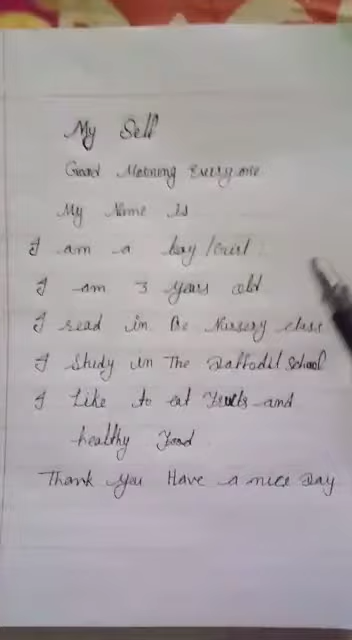 My Self
Good Morning Everyone
My Name is
I am a boy/Girl
I am 3 years old
I read in Pre Nursery class
I Study in The Daffodil School
I Like to eat Fruits and
healthy Food
Thank you Have a nice Day